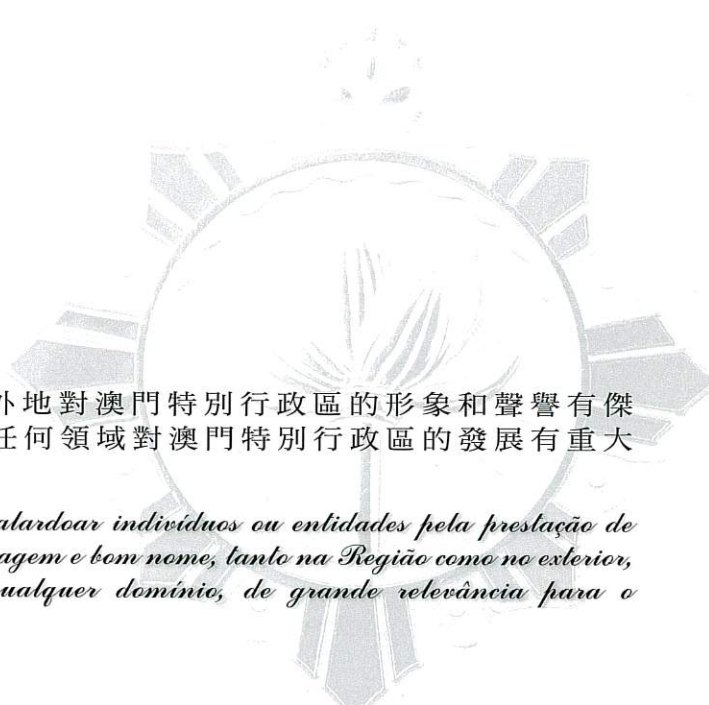 外地對澳門特別行政區的形象和聲譽有傑
任何領域對澳門特別行政區的發展有重大
alardoar indivíduos ou entidades pela prestação de
agem e bom nome, tanto na Região como no exterior,
ualquer domínio, de grande relevância para o